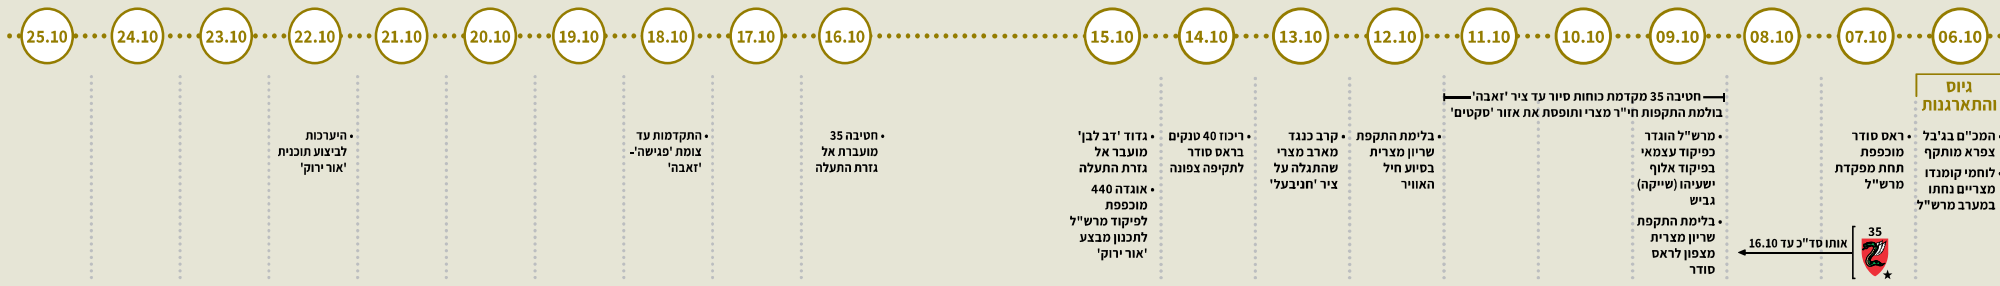 06.10
07.10
08.10
09.10
10.10
11.10
12.10
13.10
14.10
15.10
16.10
17.10
18.10
19.10
20.10
21.10
22.10
23.10
24.10
25.10
גיוס
והתארגנות
• המכ"ם בג'בל
צפרא מותקף
• לוחמי קומנדו
מצריים נחתו
במערב מרש"ל
• ראס סודר
מוכפפת
תחת מפקדת
מרש"ל
35
אותו סד"כ עד 16.10
חטיבה 35 מקדמת כוחות סיור עד ציר 'זאבה'
בולמת התקפות חי"ר מצרי ותופסת את אזור 'סקטים'
• מרש"ל הוגדר
כפיקוד עצמאי
בפיקוד אלוף
ישעיהו (שייקה)
גביש
• בלימת התקפת
שריון מצרית
מצפון לראס
סודר
• בלימת התקפת
שריון מצרית
בסיוע חיל
האוויר
• קרב כנגד
מארב מצרי
שהתגלה על
ציר 'חניבעל'
• ריכוז 40 טנקים
בראס סודר
לתקיפה צפונה
• גדוד 'דב לבן'
מועבר אל
גזרת התעלה
• אוגדה 440
מוכפפת
לפיקוד מרש"ל
לתכנון מבצע
'אור ירוק'
• חטיבה 35
מועברת אל
גזרת התעלה
• התקדמות עד
צומת 'פגישה'-
'זאבה'
• היערכות
לביצוע תוכנית
'אור ירוק'